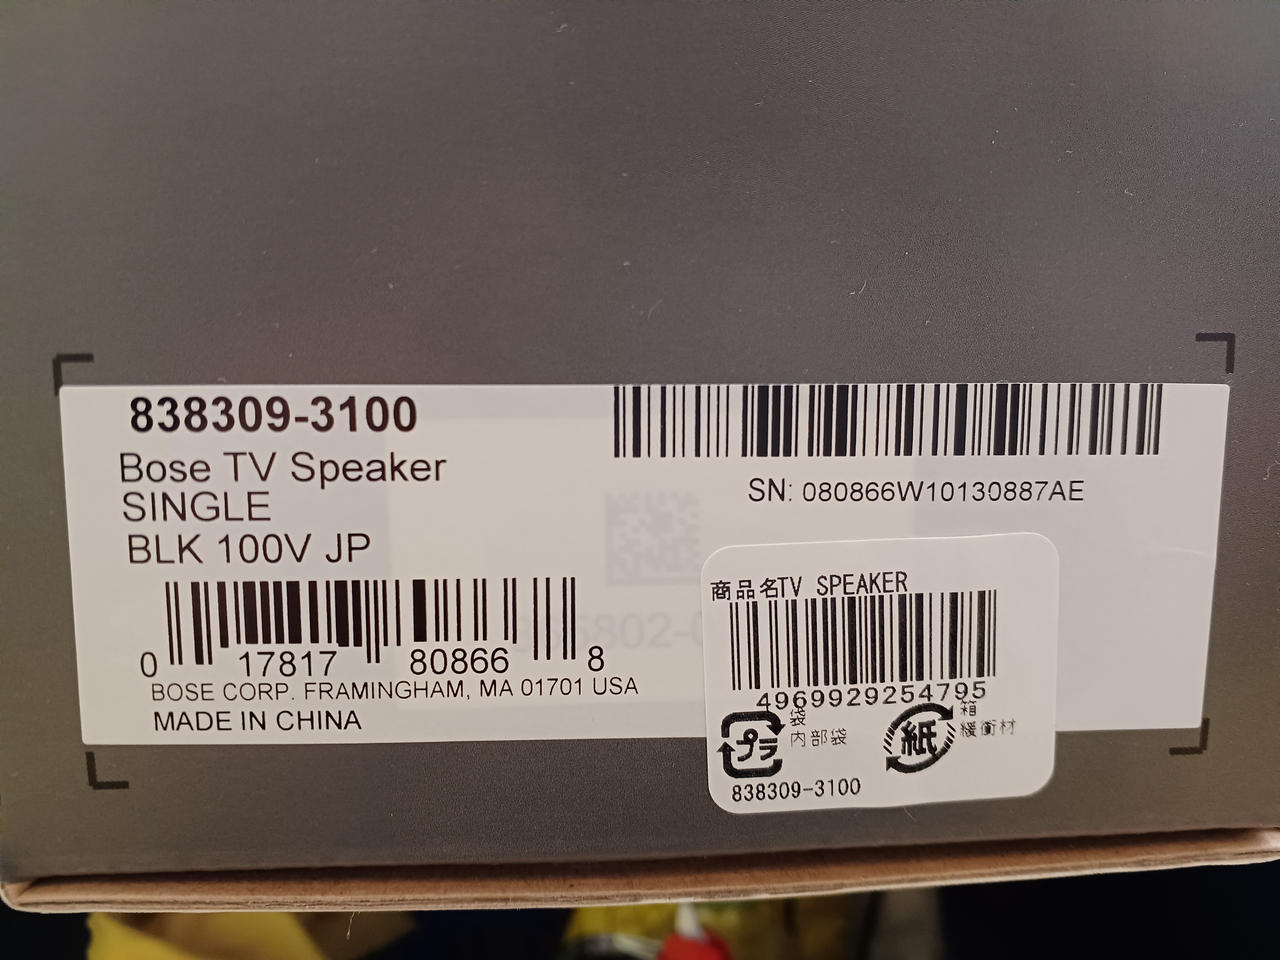 838309-3100
Bose TV Speaker
SINGLE
BLK 100V JP
0 17817 80866 8
BOSE CORP. FRAMINGHAM, MA 01701 USA
MADE IN CHINA
SN: 080866W10130887AE
商品名TV SPEAKER
4969929254795
プラ
袋
内部袋
紙
箱
緩衝材
838309-3100